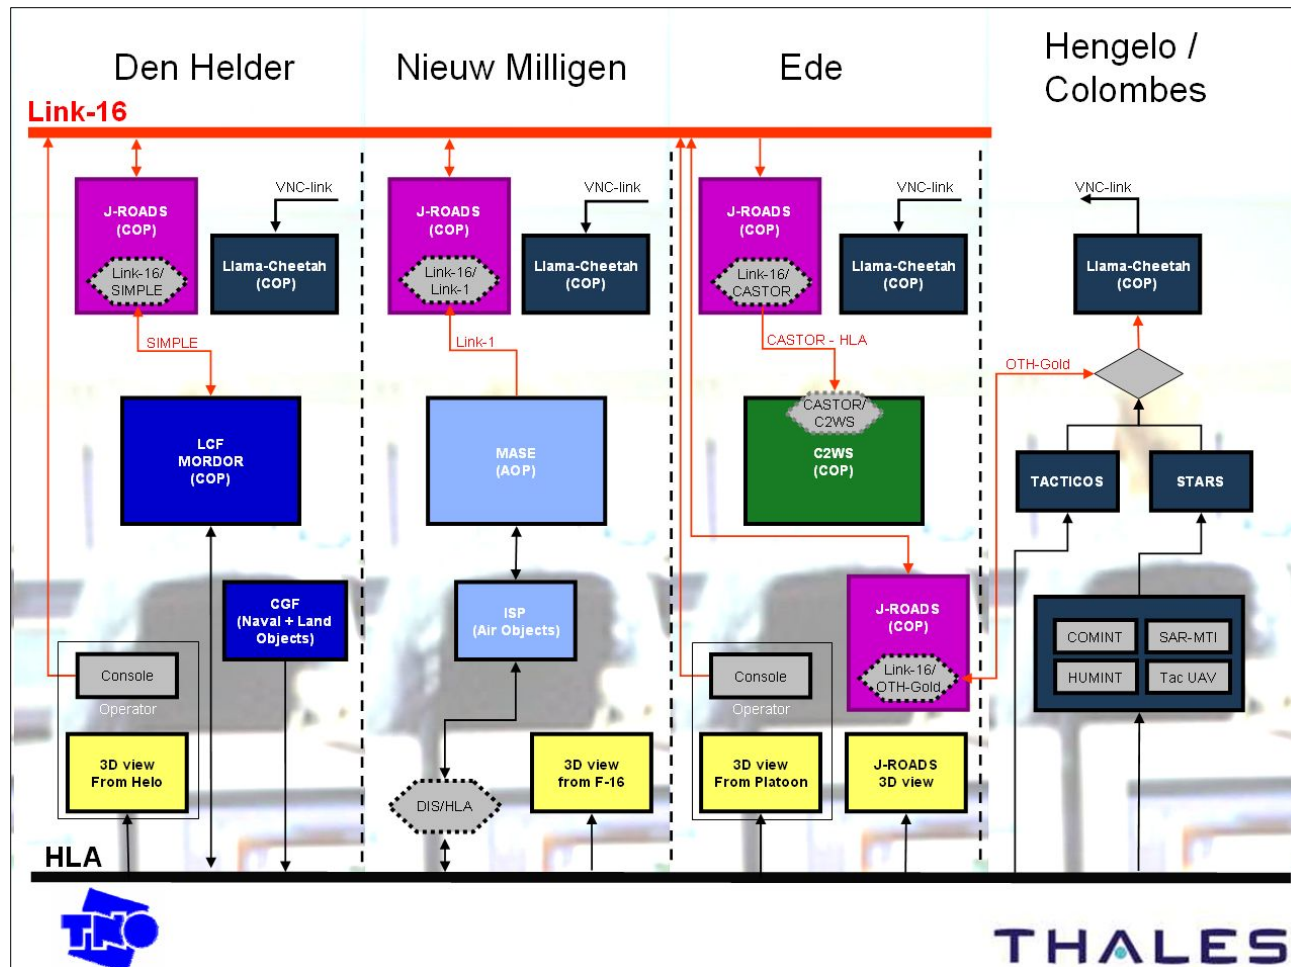 Den Helder
Nieuw Milligen
Ede
Hengelo /
Colombes
Link-16
J-ROADS
(COP)
Link-16/
SIMPLE
VNC-link
Llama-Cheetah
(COP)
J-ROADS
(COP)
Link-16/
Link-1
VNC-link
Llama-Cheetah
(COP)
J-ROADS
(COP)
Link-16/
CASTOR
VNC-link
Llama-Cheetah
(COP)
VNC-link
Llama-Cheetah
(COP)
SIMPLE
Link-1
CASTOR - HLA
OTH-Gold
LCF
MORDOR
(COP)
MASE
(AOP)
CASTOR/
C2WS
C2WS
(COP)
TACTICOS
STARS
CGF
(Naval + Land
Objects)
ISP
(Air Objects)
J-ROADS
(COP)
Link-16/
OTH-Gold
COMINT
SAR-MTI
HUMINT
Tac UAV
Console
Operator
Console
Operator
3D view
From Helo
DIS/HLA
3D view
from F-16
3D view
From Platoon
J-ROADS
3D view
HLA
TNO
THALES